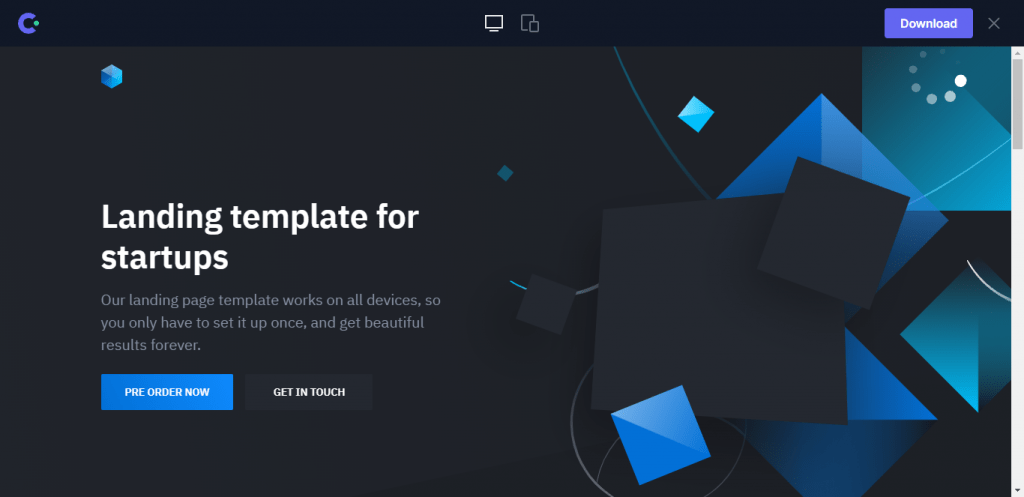 Download
Landing template for
startups
Our landing page template works on all devices, so
you only have to set it up once, and get beautiful
results forever.
PRE ORDER NOW
GET IN TOUCH